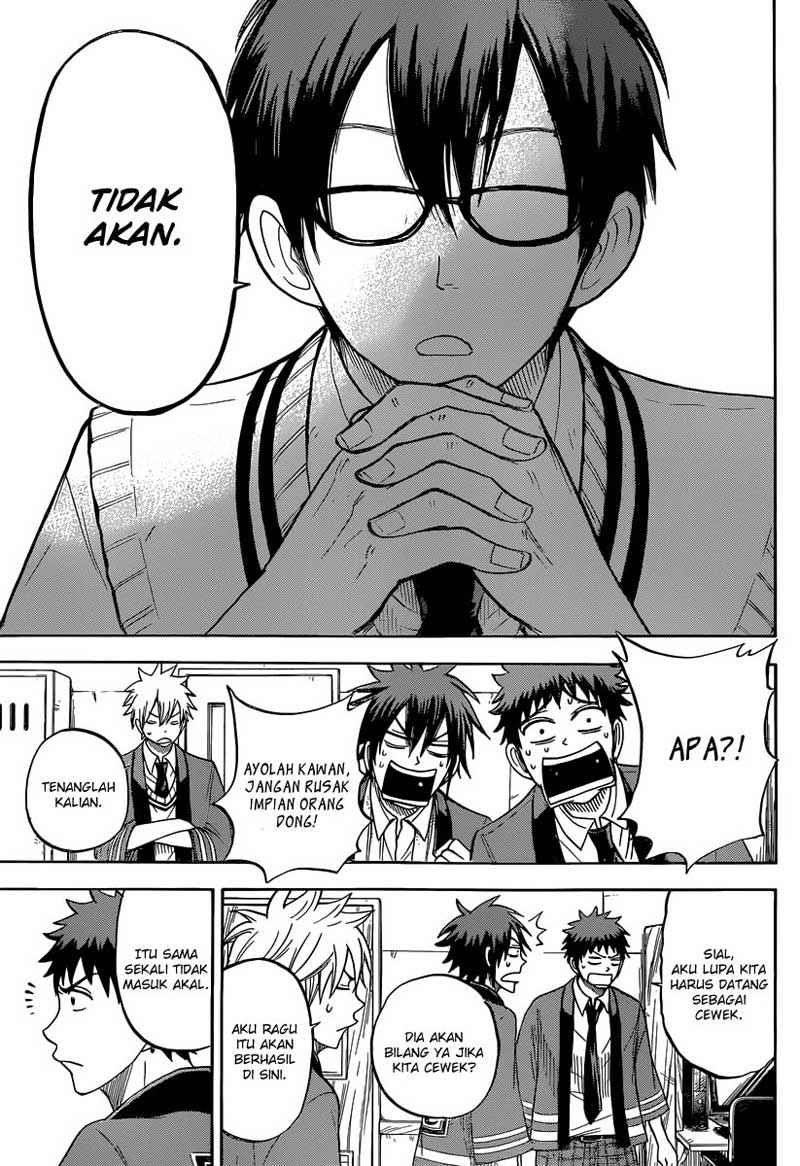 TIDAK
AKAN.
APA?!
AYOLAH KAWAN,
JANGAN RUSAK
IMPIAN ORANG
DONG!
TENANGLAH
KALIAN.
SIAL,
AKU LUPA KITA
HARUS DATANG
SEBAGAI
CEWEK.
DIA AKAN
BILANG YA JIKA
KITA CEWEK?
AKU RAGU
ITU AKAN
BERHASIL
DI SINI.
ITU SAMA
SEKALI TIDAK
MASUK AKAL.